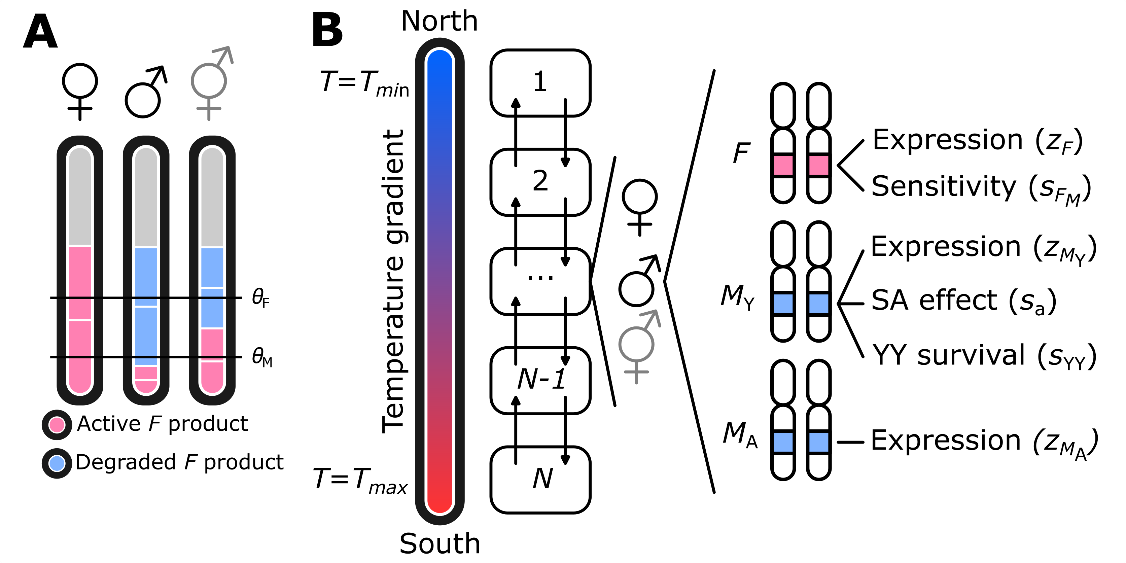 A
♀ ♂ ⚥
θF
θM
Active F product
Degraded F product
B
North
T=Tmin
Temperature gradient
T=Tmax
South
1
2
...
N-1
N
♀
♂
⚥
F
Expression (zF)
Sensitivity (sFM)
MY
Expression (zMY)
SA effect (sa)
YY survival (sYY)
MA
Expression (zMA)